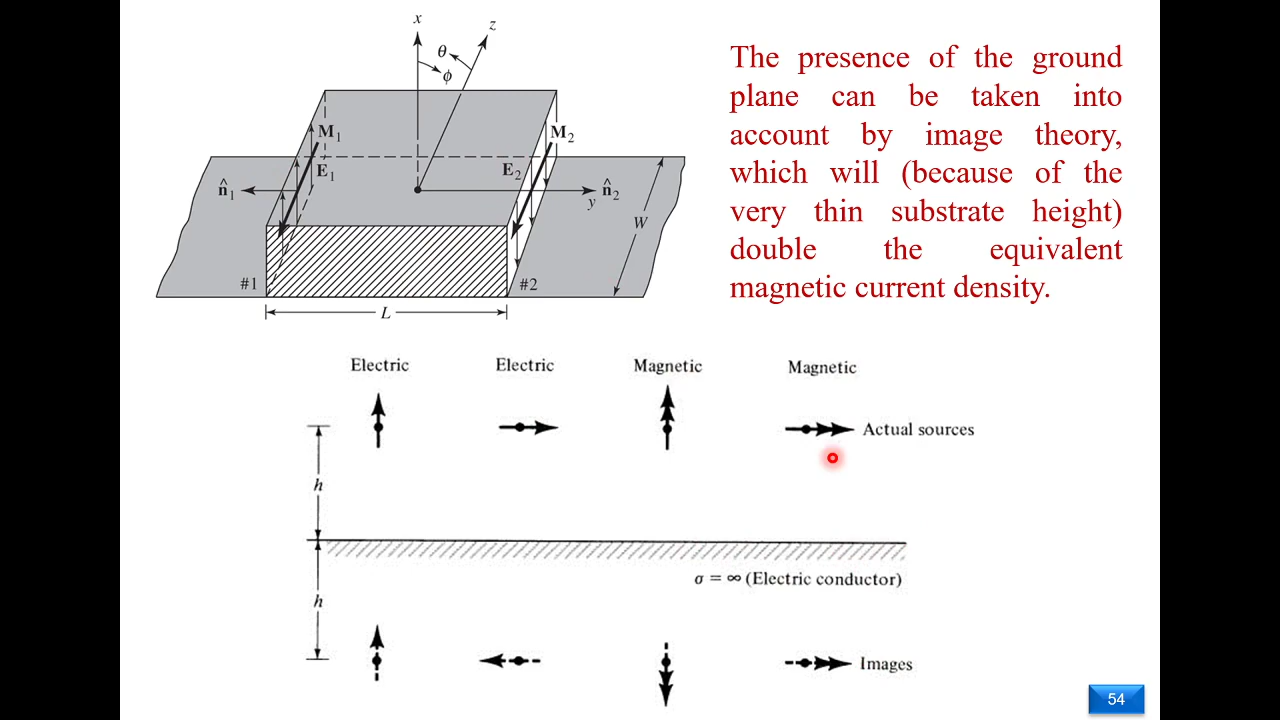 x
z
θ
ϕ
The presence of the ground
plane can be taken into
account by image theory,
which will (because of the
very thin substrate height)
double the equivalent
magnetic current density.
M1
M2
E1
E2
n̂1
n̂2
y
W
#1
#2
L
Electric Electric Magnetic Magnetic
Actual sources
h
σ = ∞ (Electric conductor)
h
Images
54